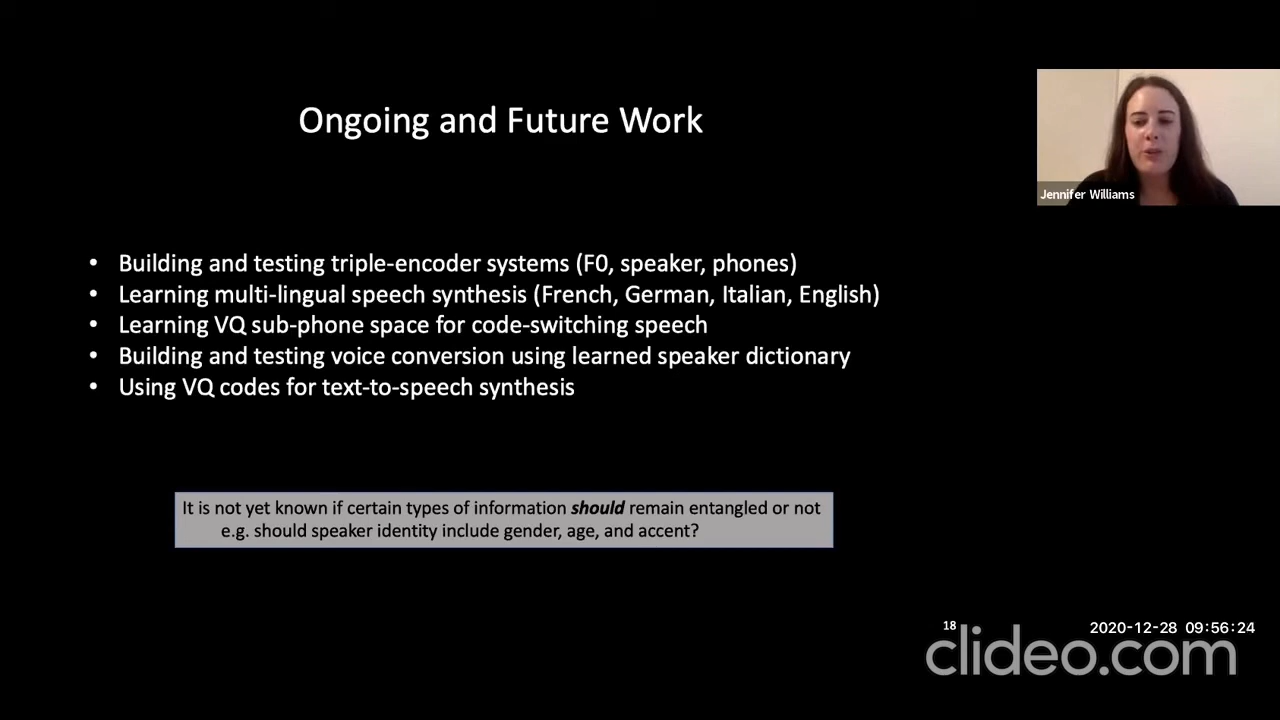 Ongoing and Future Work
Jennifer Williams
• Building and testing triple-encoder systems (F0, speaker, phones)
• Learning multi-lingual speech synthesis (French, German, Italian, English)
• Learning VQ sub-phone space for code-switching speech
• Building and testing voice conversion using learned speaker dictionary
• Using VQ codes for text-to-speech synthesis
It is not yet known if certain types of information should remain entangled or not
e.g. should speaker identity include gender, age, and accent?
18
2020-12-28 09:56:24
clideo.com